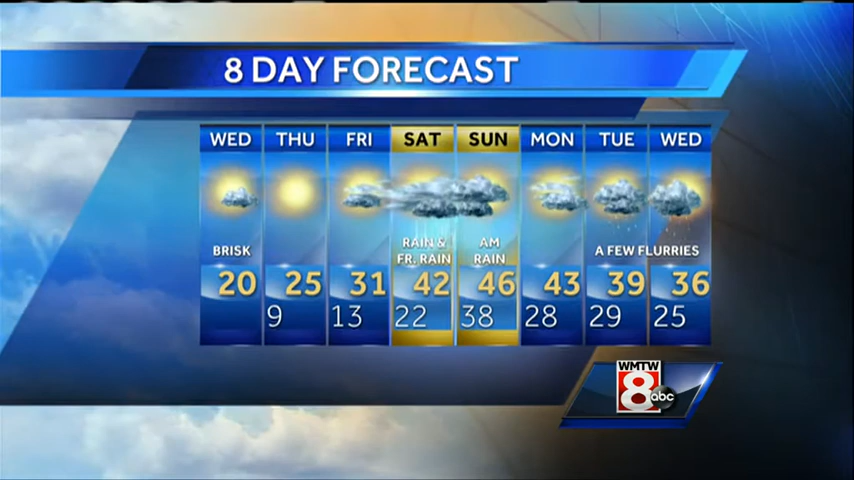 8 DAY FORECAST
WED THU FRI SAT SUN MON TUE WED
BRISK
RAIN &
FR. RAIN
AM
RAIN
A FEW FLURRIES
20 25 31 42 46 43 39 36
9 13 22 38 28 29 25
WMTW
8
abc